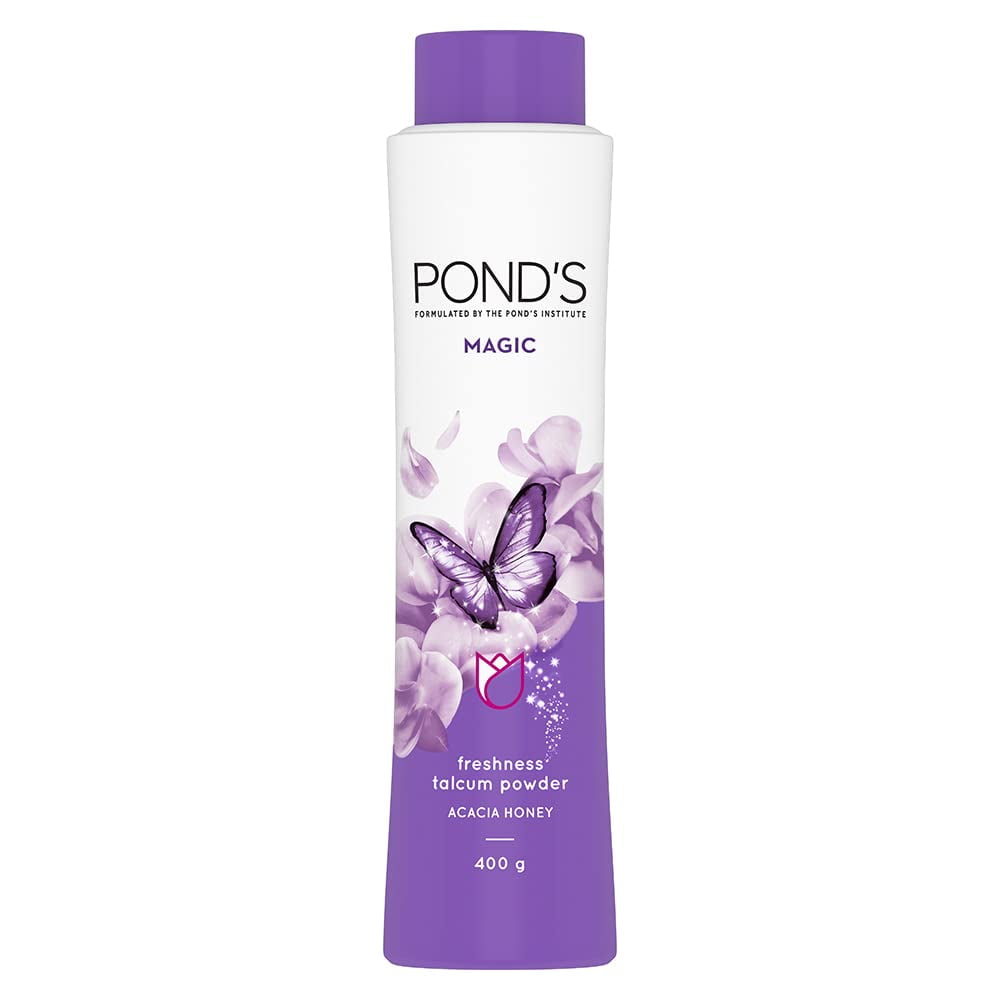 POND'S
FORMULATED BY THE POND'S INSTITUTE
MAGIC
freshness
talcum powder
ACACIA HONEY
400 g